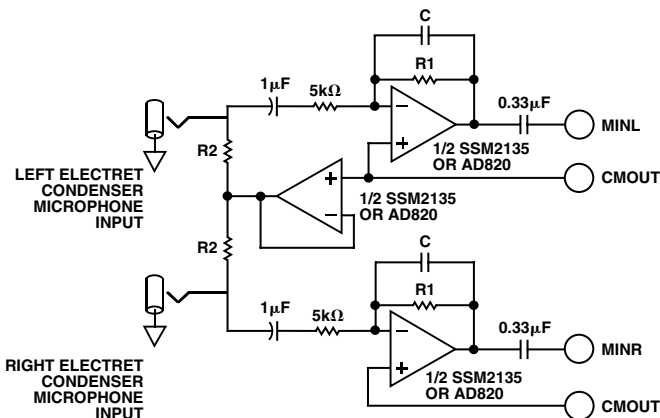 C
R1
1µF
5kΩ
0.33µF
MINL
R2
LEFT ELECTRET
CONDENSER
MICROPHONE
INPUT
1/2 SSM2135
OR AD820
CMOUT
1/2 SSM2135
OR AD820
R2
C
R1
1µF
5kΩ
0.33µF
MINR
RIGHT ELECTRET
CONDENSER
MICROPHONE
INPUT
1/2 SSM2135
OR AD820
CMOUT